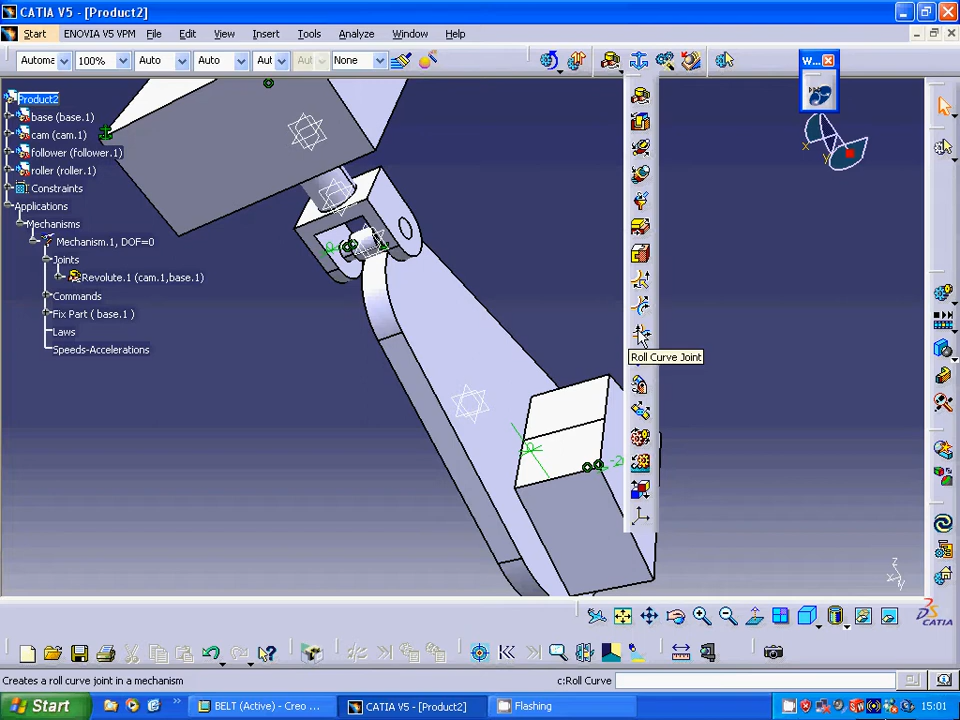 CATIA V5 - [Product2]
Start ENOVIA V5 VPM File Edit View Insert Tools Analyze Window Help
Automa 100% Auto Auto Aut Aut None
W...
Product2
base (base.1)
cam (cam.1)
follower (follower.1)
roller (roller.1)
Constraints
Applications
Mechanisms
Mechanism.1, DOF=0
Joints
Revolute.1 (cam.1,base.1)
Commands
Fix Part ( base.1 )
Laws
Speeds-Accelerations
Roll Curve Joint
x
y
z
x
y
CATIA
Creates a roll curve joint in a mechanism c:Roll Curve
Start BELT (Active) - Creo ... CATIA V5 - [Product2] Flashing 15:01